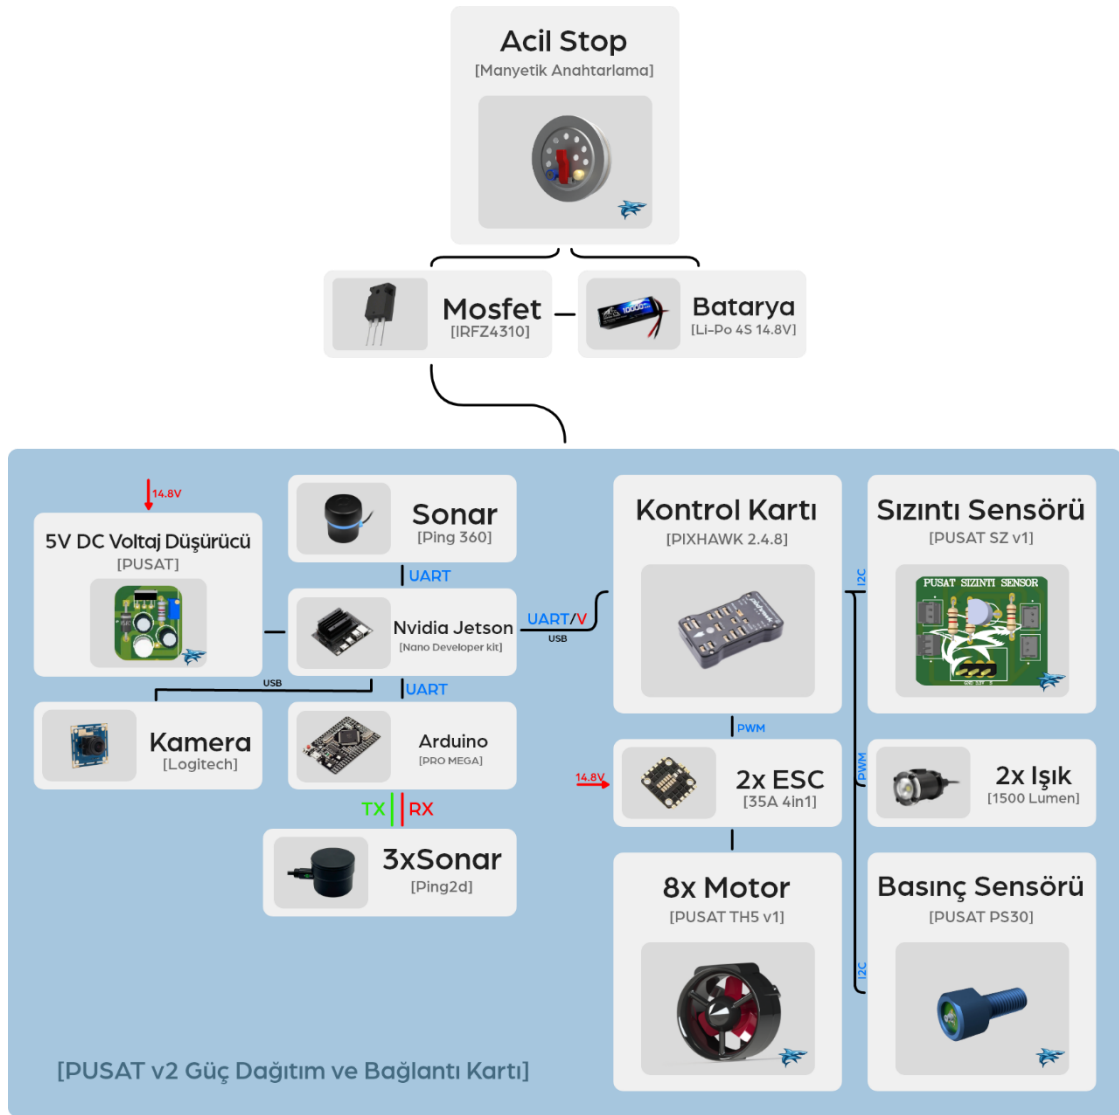 Acil Stop
[Manyetik Anahtarlama]
Mosfet
[IRFZ4310]
Batarya
[Li-Po 4S 14.8V]
10000
14.8V
5V DC Voltaj Düşürücü
[PUSAT]
Sonar
[Ping 360]
UART
Nvidia Jetson
[Nano Developer kit]
UART/V
USB
USB
UART
Kamera
[Logitech]
Arduino
[PRO MEGA]
TX
RX
3xSonar
[Ping2d]
Kontrol Kartı
[PIXHAWK 2.4.8]
PWM
14.8V
2x ESC
[35A 4in1]
8x Motor
[PUSAT TH5 v1]
I2C
Sızıntı Sensörü
[PUSAT SZ v1]
PUSAT SIZINTI SENSOR
PWM
2x Işık
[1500 Lumen]
I2C
Basınç Sensörü
[PUSAT PS30]
[PUSAT v2 Güç Dağıtım ve Bağlantı Kartı]